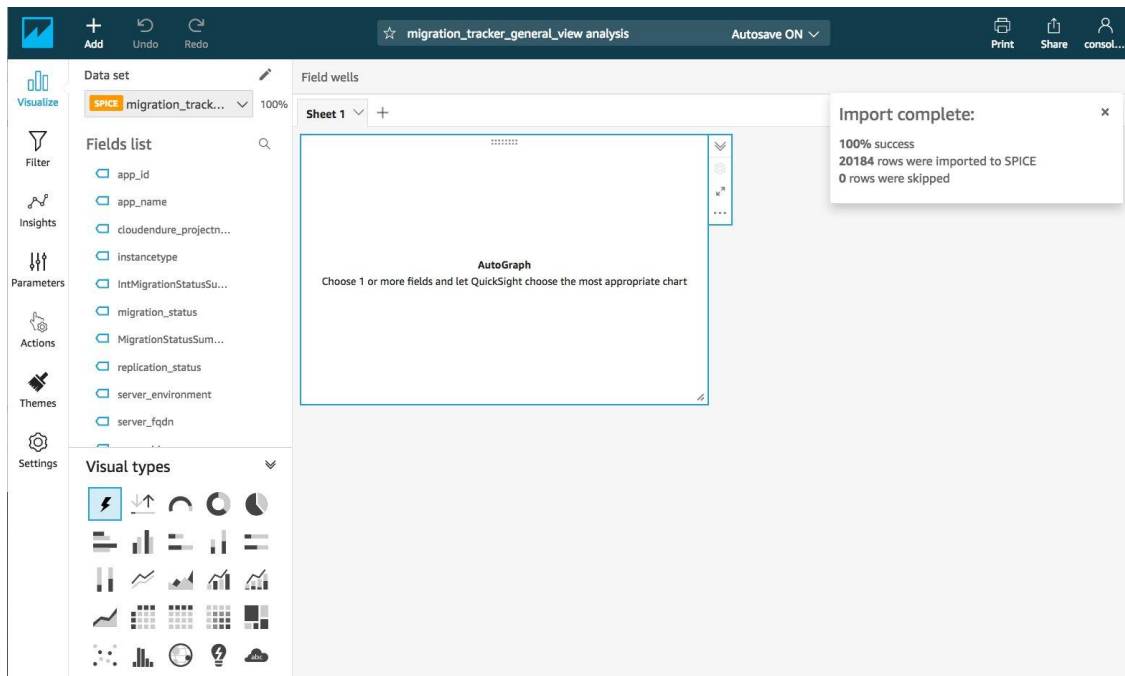 Add
Undo
Redo
migration_tracker_general_view analysis
Autosave ON
Print
Share
consol...
Visualize
Filter
Insights
Parameters
Actions
Themes
Settings
Data set
SPICE migration_track... 100%
Fields list
app_id
app_name
cloudendure_projectn...
instancetype
IntMigrationStatusSu...
migration_status
MigrationStatusSum...
replication_status
server_environment
server_fqdn
Visual types
abc
Field wells
Sheet 1
AutoGraph
Choose 1 or more fields and let QuickSight choose the most appropriate chart
Import complete:
100% success
20184 rows were imported to SPICE
0 rows were skipped